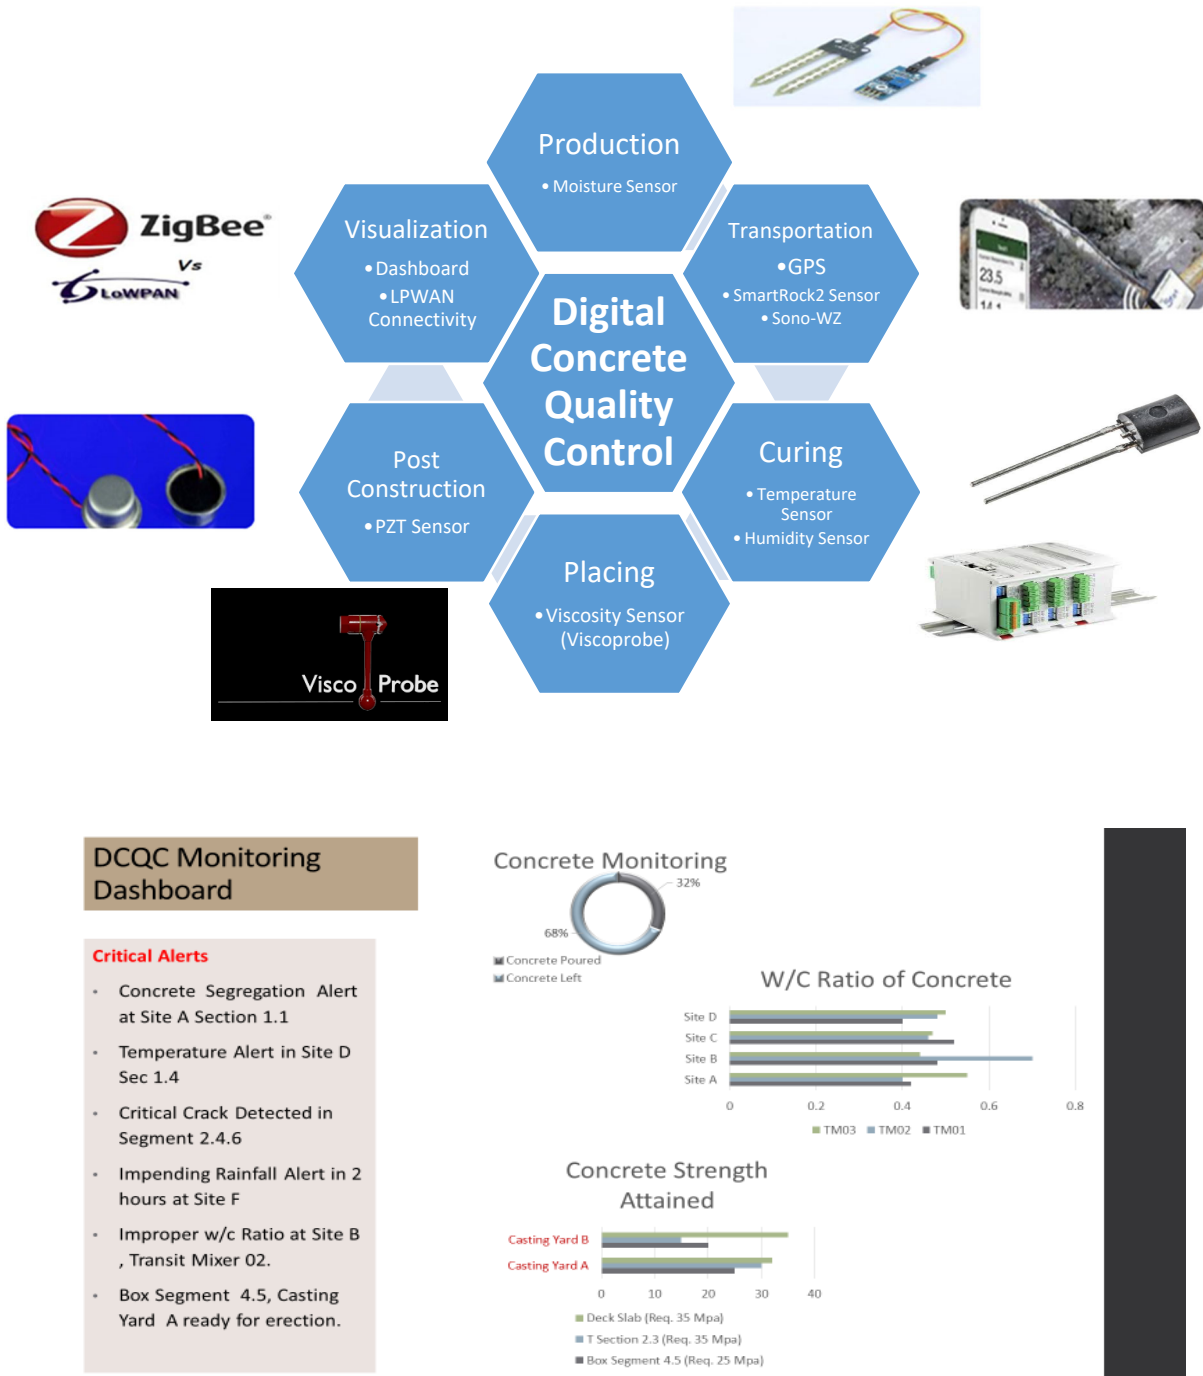 Production
• Moisture Sensor
Visualization
• Dashboard
• LPWAN
Connectivity
Transportation
• GPS
• SmartRock2 Sensor
• Sono-WZ
ZigBee®
Vs
6LoWPAN
23.5
14.1
Digital
Concrete
Quality
Control
Post
Construction
• PZT Sensor
Curing
• Temperature
Sensor
• Humidity Sensor
Placing
• Viscosity Sensor
(Viscoprobe)
Visco Probe
DCQC Monitoring
Dashboard
Critical Alerts
• Concrete Segregation Alert
at Site A Section 1.1
• Temperature Alert in Site D
Sec 1.4
• Critical Crack Detected in
Segment 2.4.6
• Impending Rainfall Alert in 2
hours at Site F
• Improper w/c Ratio at Site B
, Transit Mixer 02.
• Box Segment 4.5, Casting
Yard A ready for erection.
Concrete Monitoring
32%
68%
Concrete Poured
Concrete Left
W/C Ratio of Concrete
Site D
Site C
Site B
Site A
0 0.2 0.4 0.6 0.8
TM03 TM02 TM01
Concrete Strength
Attained
Casting Yard B
Casting Yard A
0 10 20 30 40
Deck Slab (Req. 35 Mpa)
T Section 2.3 (Req. 35 Mpa)
Box Segment 4.5 (Req. 25 Mpa)